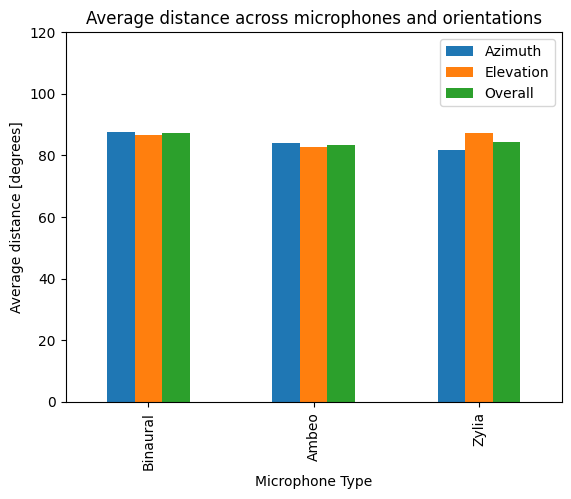 Average distance across microphones and orientations
Azimuth
Elevation
Overall
Average distance [degrees]
120
100
80
60
40
20
0
Binaural
Ambeo
Zylia
Microphone Type